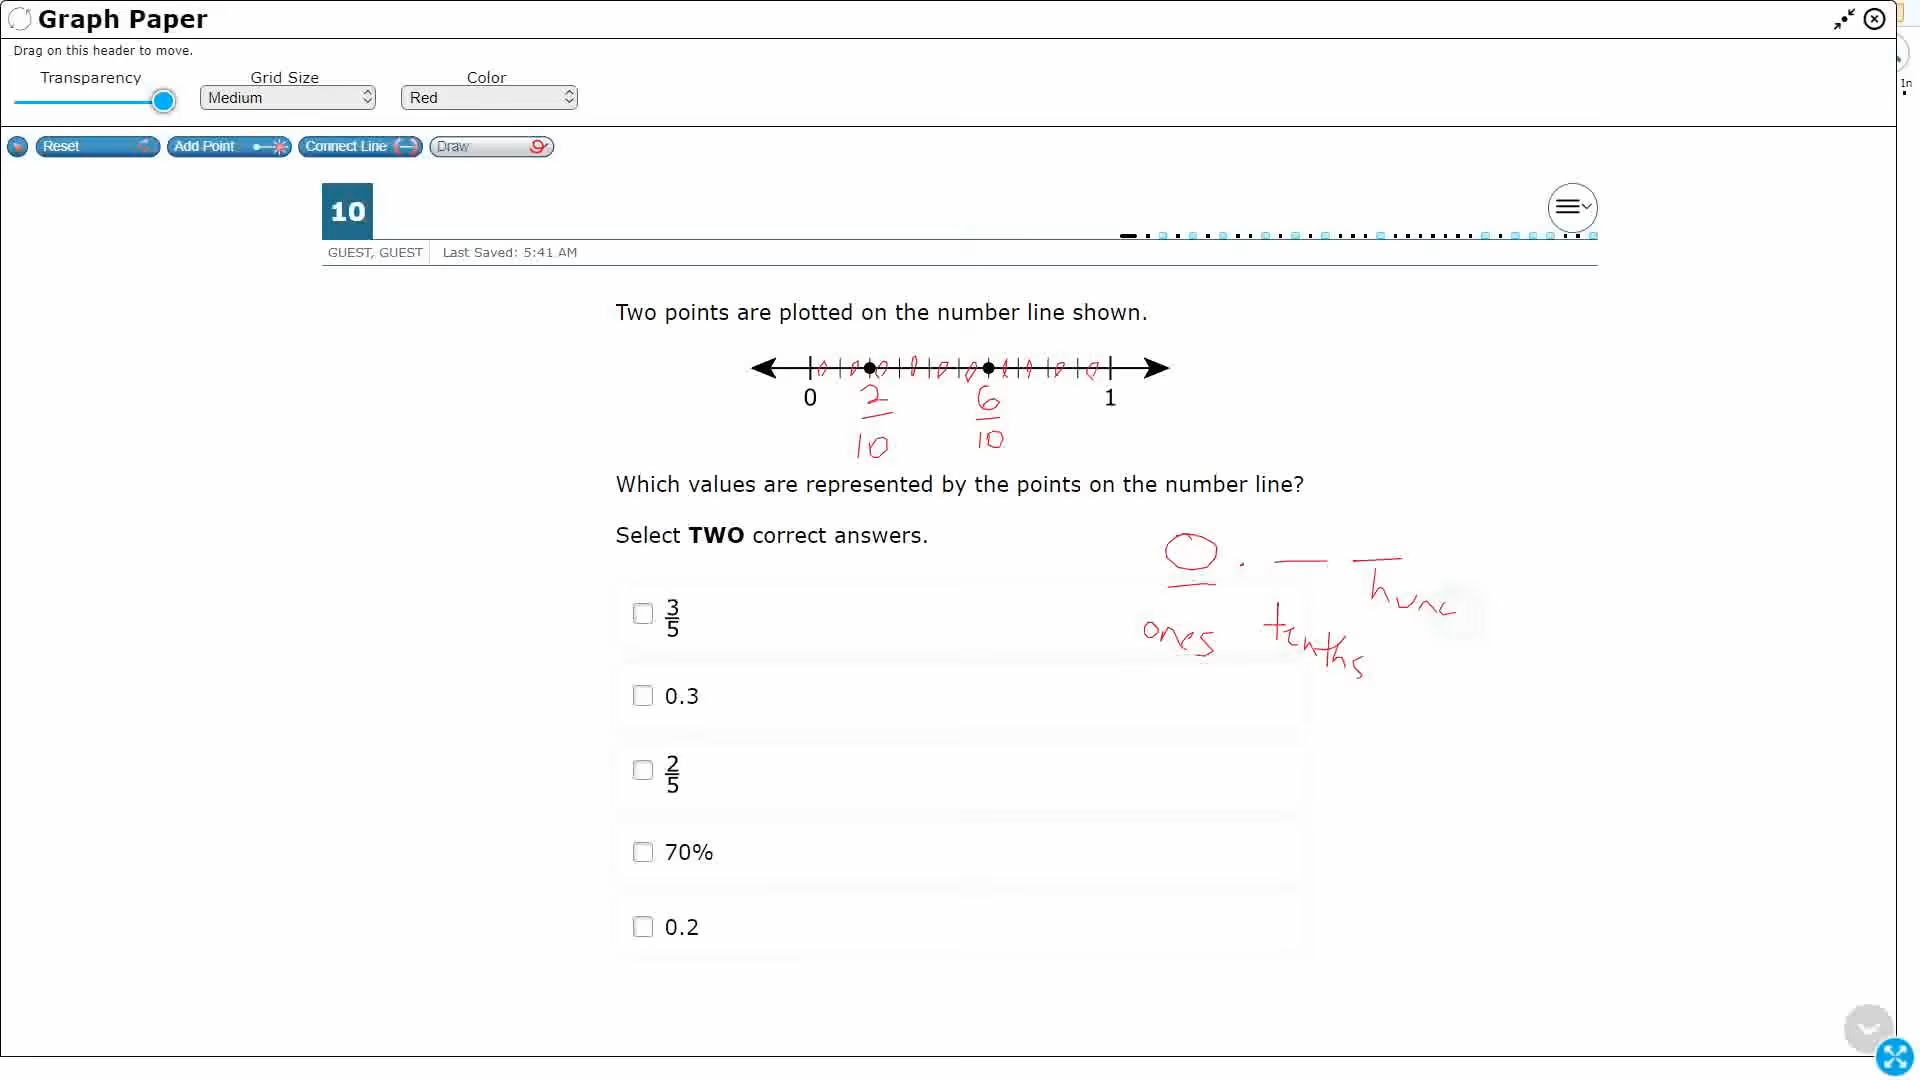 Graph Paper
Drag on this header to move.
Transparency Grid Size Color
Medium Red
Reset Add Point Connect Line Draw
10
GUEST, GUEST Last Saved: 5:41 AM
Two points are plotted on the number line shown.
0 1
2/10 6/10
Which values are represented by the points on the number line?
Select TWO correct answers.
0 .
ones tenths hunc
3/5
0.3
2/5
70%
0.2